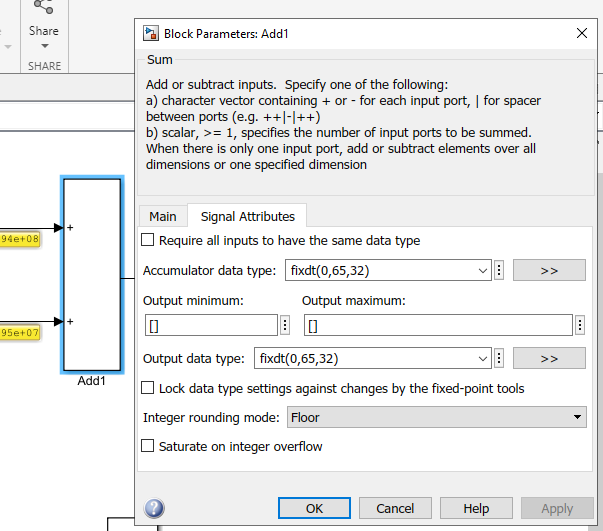 Share
SHARE
Block Parameters: Add1
Sum
Add or subtract inputs.  Specify one of the following:
a) character vector containing + or - for each input port, | for spacer
between ports (e.g. ++|-|++)
b) scalar, >= 1, specifies the number of input ports to be summed.
When there is only one input port, add or subtract elements over all
dimensions or one specified dimension
Main
Signal Attributes
Require all inputs to have the same data type
Accumulator data type: fixdt(0,65,32) >>
Output minimum: Output maximum:
[] []
Output data type: fixdt(0,65,32) >>
Lock data type settings against changes by the fixed-point tools
Integer rounding mode: Floor
Saturate on integer overflow
OK Cancel Help Apply
+
94e+08
+
95e+07
Add1